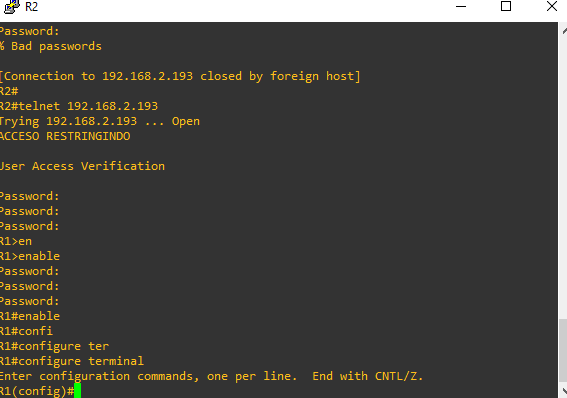 R2
Password:
% Bad passwords
[Connection to 192.168.2.193 closed by foreign host]
R2#
R2#telnet 192.168.2.193
Trying 192.168.2.193 ... Open
ACCESO RESTRINGINDO
User Access Verification
Password:
Password:
Password:
R1>en
R1>enable
Password:
Password:
Password:
R1#enable
R1#confi
R1#configure ter
R1#configure terminal
Enter configuration commands, one per line.  End with CNTL/Z.
R1(config)#